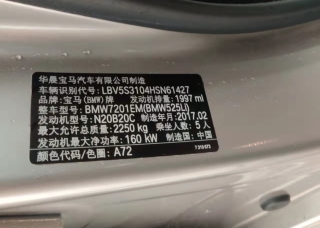 华晨宝马汽车有限公司制造
车辆识别代号: LBV5S3104HSN61427
品牌: 宝马(BMW)牌 发动机排量: 1997 ml
整车型号: BMW7201EM(BMW525Li)
发动机型号: N20B20C 制造年月: 2017.02
最大允许总质量: 2250 kg 乘坐人数: 5 人
发动机最大净功率: 160 kW 制造国: 中国
颜色代码/色圈: A72